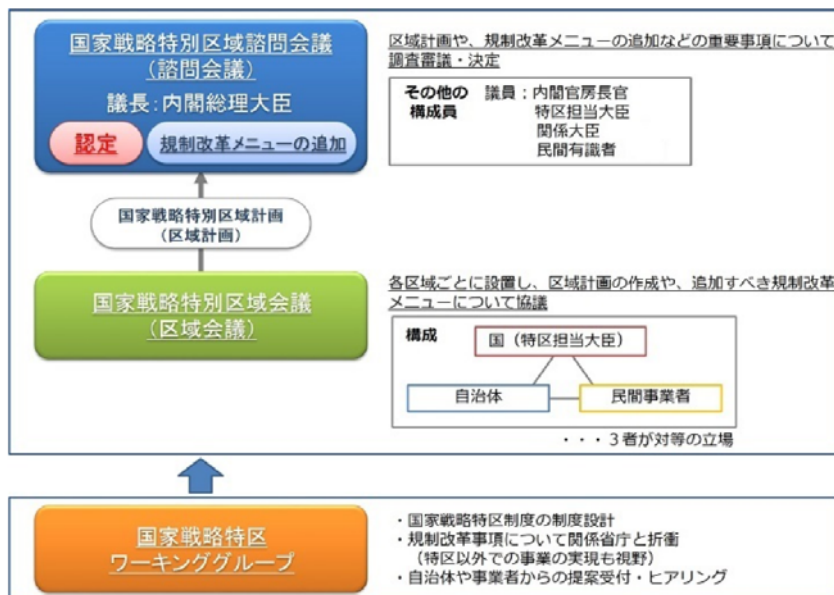 国家戦略特別区域諮問会議
(諮問会議)
議長：内閣総理大臣
認定
規制改革メニューの追加
区域計画や、規制改革メニューの追加などの重要事項について
調査審議・決定
その他の 議員：内閣官房長官
構成員 特区担当大臣
関係大臣
民間有識者
国家戦略特別区域計画
(区域計画)
国家戦略特別区域会議
(区域会議)
各区域ごとに設置し、区域計画の作成や、追加すべき規制改革
メニューについて協議
構成
国（特区担当大臣）
自治体
民間事業者
・・・３者が対等の立場
国家戦略特区
ワーキンググループ
・国家戦略特区制度の制度設計
・規制改革事項について関係省庁と折衝
（特区以外での事業の実現も視野）
・自治体や事業者からの提案受付・ヒアリング